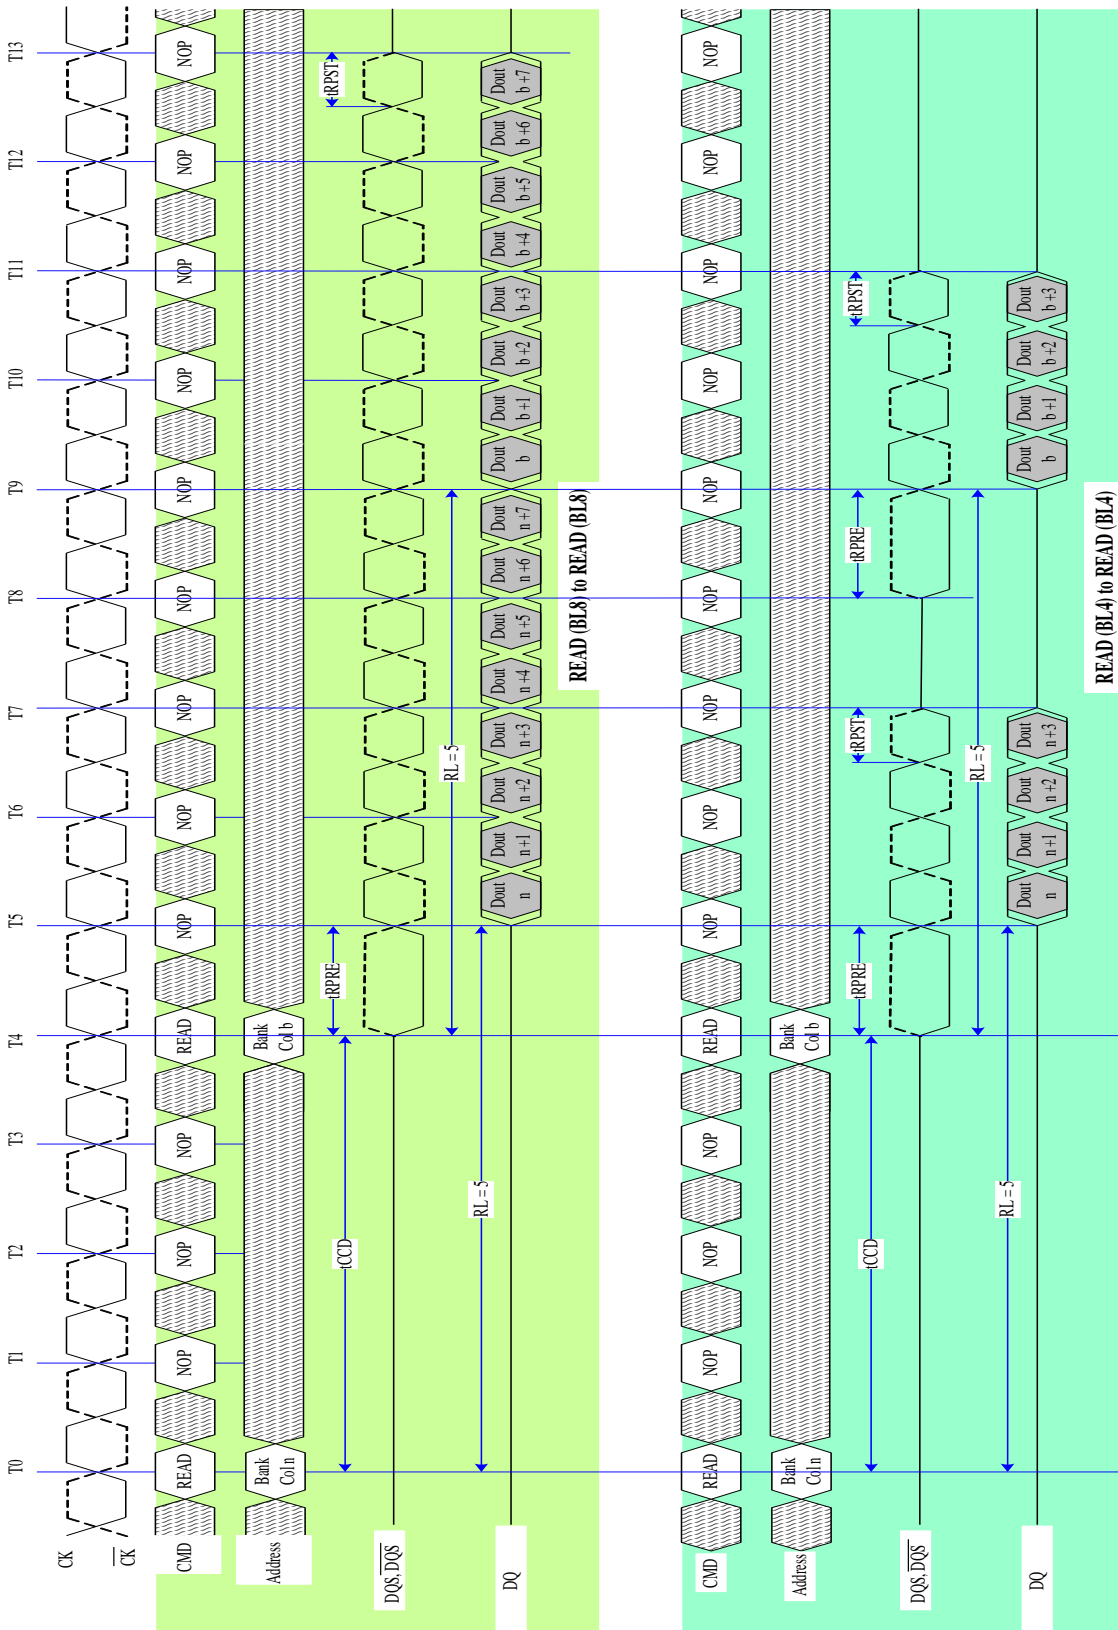 T0 T1 T2 T3 T4 T5 T6 T7 T8 T9 T10 T11 T12 T13
CK
CK
CMD READ NOP NOP NOP READ NOP NOP NOP NOP NOP NOP NOP NOP NOP
Address Bank Col n Bank Col b
tCCD tRPRE tRPST
DQS, DQS
RL = 5
RL = 5
DQ Dout n Dout n+1 Dout n+2 Dout n+3 Dout n+4 Dout n+5 Dout n+6 Dout n+7 Dout b Dout b+1 Dout b+2 Dout b+3 Dout b+4 Dout b+5 Dout b+6 Dout b+7
READ (BL8) to READ (BL8)
CMD READ NOP NOP NOP READ NOP NOP NOP NOP NOP NOP NOP NOP NOP
Address Bank Col n Bank Col b
tCCD tRPRE tRPST tRPRE tRPST
DQS, DQS
RL = 5
RL = 5
DQ Dout n Dout n+1 Dout n+2 Dout n+3 Dout b Dout b+1 Dout b+2 Dout b+3
READ (BL4) to READ (BL4)